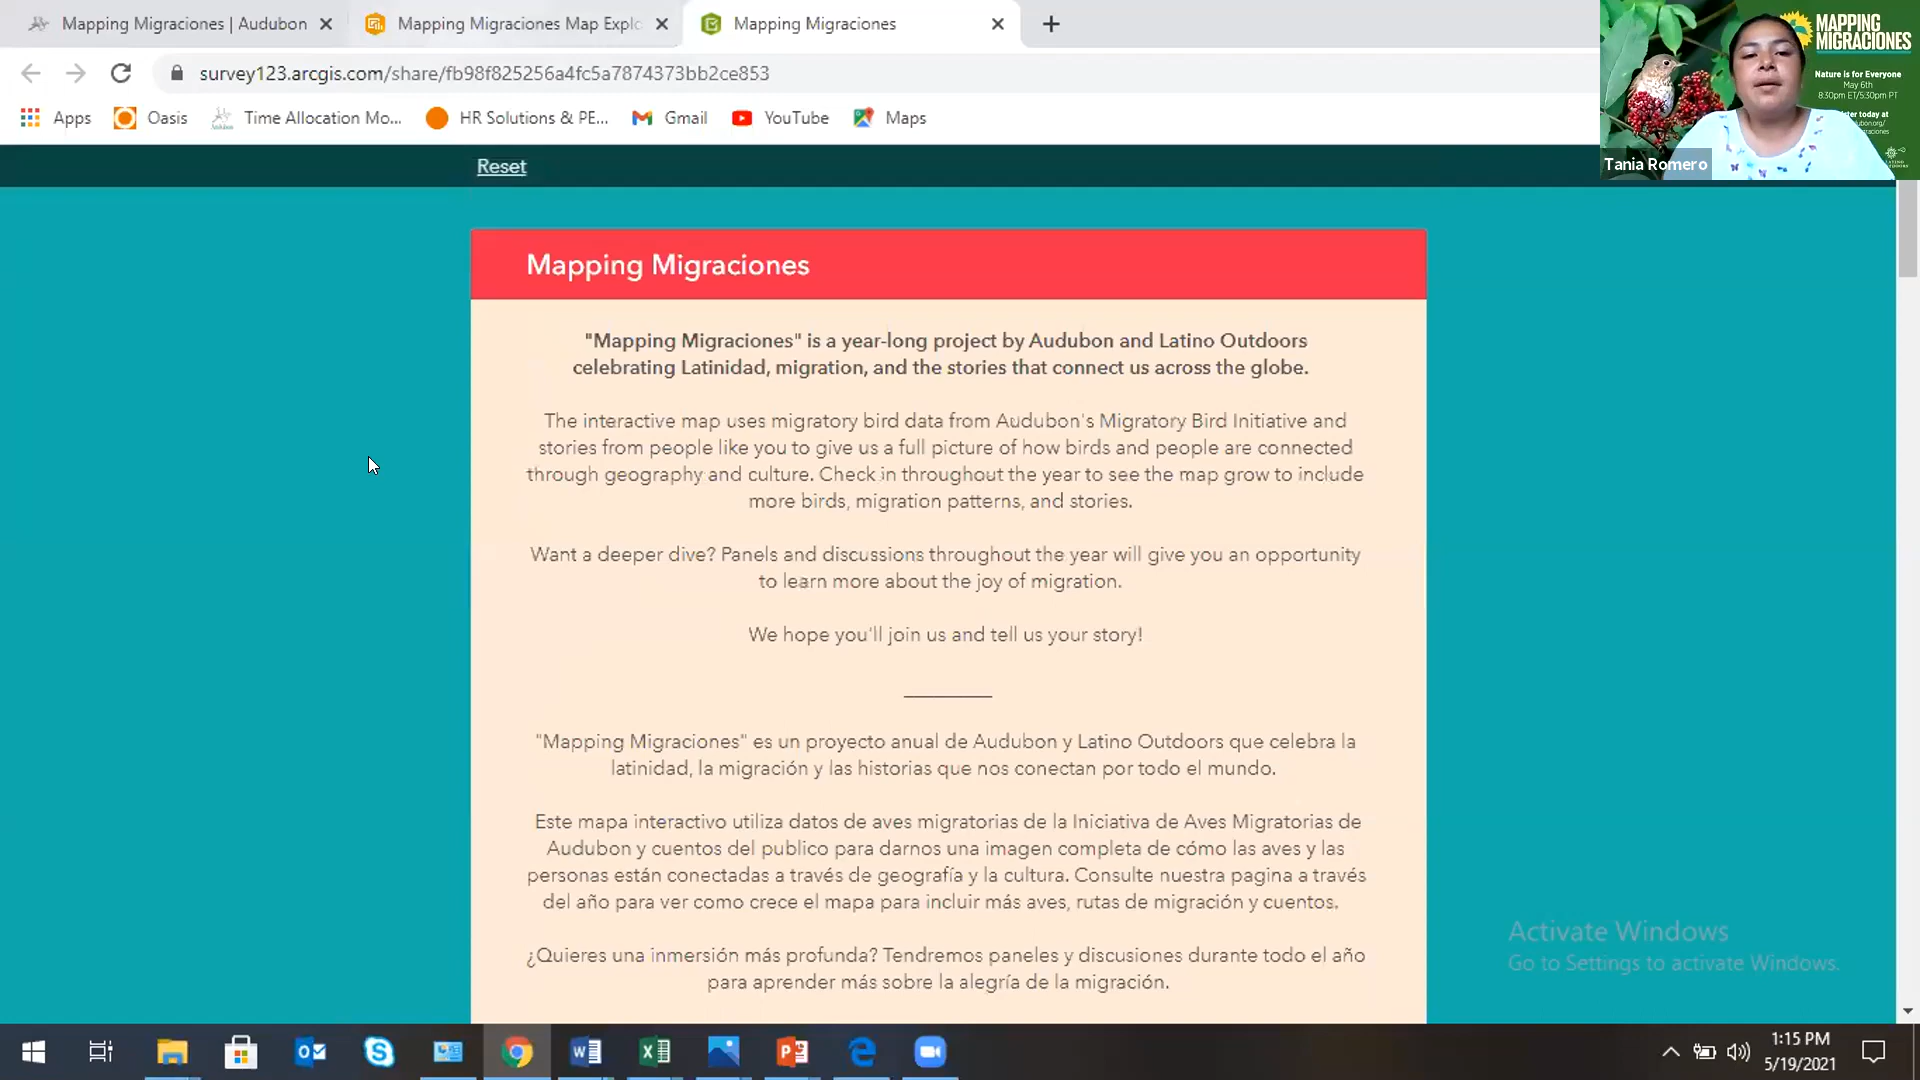 Mapping Migraciones | Audubon
Mapping Migraciones Map Explo
Mapping Migraciones
survey123.arcgis.com/share/fb98f825256a4fc5a7874373bb2ce853
Apps
Oasis
Time Allocation Mo...
HR Solutions & PE...
Gmail
YouTube
Maps
MAPPING
MIGRACIONES
Nature is for Everyone
May 6th
8:30pm ET/5:30pm PT
today at
Tania Romero
Reset
Mapping Migraciones
"Mapping Migraciones" is a year-long project by Audubon and Latino Outdoors
celebrating Latinidad, migration, and the stories that connect us across the globe.
The interactive map uses migratory bird data from Audubon's Migratory Bird Initiative and
stories from people like you to give us a full picture of how birds and people are connected
through geography and culture. Check in throughout the year to see the map grow to include
more birds, migration patterns, and stories.
Want a deeper dive? Panels and discussions throughout the year will give you an opportunity
to learn more about the joy of migration.
We hope you'll join us and tell us your story!
"Mapping Migraciones" es un proyecto anual de Audubon y Latino Outdoors que celebra la
latinidad, la migración y las historias que nos conectan por todo el mundo.
Este mapa interactivo utiliza datos de aves migratorias de la Iniciativa de Aves Migratorias de
Audubon y cuentos del publico para darnos una imagen completa de cómo las aves y las
personas están conectadas a través de geografía y la cultura. Consulte nuestra pagina a través
del año para ver como crece el mapa para incluir más aves, rutas de migración y cuentos.
¿Quieres una inmersión más profunda? Tendremos paneles y discusiones durante todo el año
para aprender más sobre la alegría de la migración.
Activate Windows
Go to Settings to activate Windows.
1:15 PM
5/19/2021